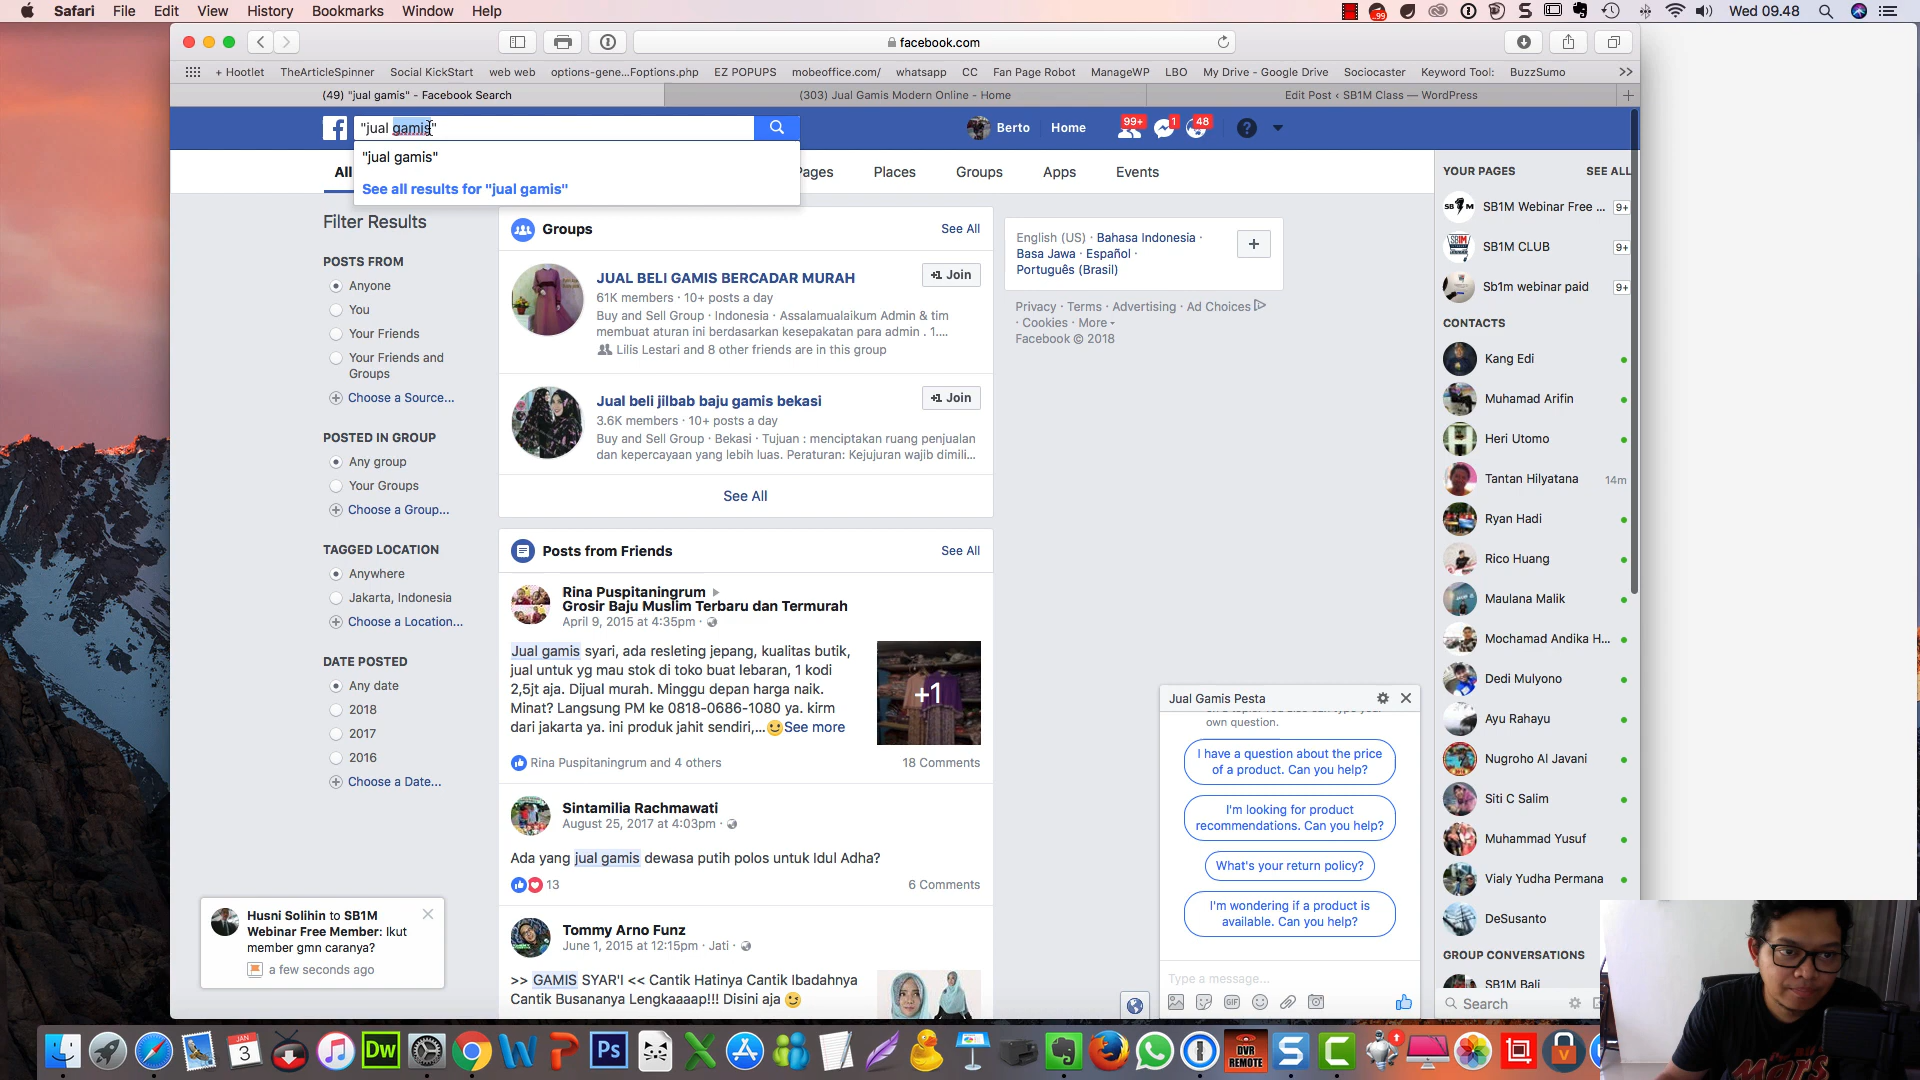 Safari File Edit View History Bookmarks Window Help
99+
Wed 09.48
facebook.com
+ Hootlet TheArticleSpinner Social KickStart web web options-gene...Foptions.php EZ POPUPS mobeoffice.com/ whatsapp CC Fan Page Robot ManageWP LBO My Drive - Google Drive Sociocaster Keyword Tool: BuzzSumo >>
(49) "jual gamis" - Facebook Search
(303) Jual Gamis Modern Online - Home
Edit Post ‹ SB1M Class — WordPress
"jual gamis"
Berto Home 99+ 1 48
"jual gamis"
See all results for "jual gamis"
All
Pages Places Groups Apps Events
Filter Results
POSTS FROM
Anyone
You
Your Friends
Your Friends and
Groups
Choose a Source...
POSTED IN GROUP
Any group
Your Groups
Choose a Group...
TAGGED LOCATION
Anywhere
Jakarta, Indonesia
Choose a Location...
DATE POSTED
Any date
2018
2017
2016
Choose a Date...
Groups See All
JUAL BELI GAMIS BERCADAR MURAH
+1 Join
61K members · 10+ posts a day
Buy and Sell Group · Indonesia · Assalamualaikum Admin & tim
membuat aturan ini berdasarkan kesepakatan para admin . 1....
Lilis Lestari and 8 other friends are in this group
Jual beli jilbab baju gamis bekasi
+1 Join
3.6K members · 10+ posts a day
Buy and Sell Group · Bekasi · Tujuan : menciptakan ruang penjualan
dan kepercayaan yang lebih luas. Peraturan: Kejujuran wajib dimili...
See All
Posts from Friends See All
Rina Puspitaningrum
Grosir Baju Muslim Terbaru dan Termurah
April 9, 2015 at 4:35pm ·
Jual gamis syari, ada resleting jepang, kualitas butik,
jual untuk yg mau stok di toko buat lebaran, 1 kodi
2,5jt aja. Dijual murah. Minggu depan harga naik.
Minat? Langsung PM ke 0818-0686-1080 ya. kirm
dari jakarta ya. ini produk jahit sendiri,...See more
+1
Rina Puspitaningrum and 4 others 18 Comments
Sintamilia Rachmawati
August 25, 2017 at 4:03pm ·
Ada yang jual gamis dewasa putih polos untuk Idul Adha?
13 6 Comments
Tommy Arno Funz
June 1, 2015 at 12:15pm · Jati ·
>> GAMIS SYAR'I << Cantik Hatinya Cantik Ibadahnya
Cantik Busananya Lengkaaaap!!! Disini aja
English (US) · Bahasa Indonesia ·
Basa Jawa · Español ·
Português (Brasil)
Privacy · Terms · Advertising · Ad Choices
· Cookies · More
Facebook © 2018
YOUR PAGES SEE ALL
SB1M Webinar Free ... 9+
SB1M CLUB 9+
Sb1m webinar paid 9+
CONTACTS
Kang Edi
Muhamad Arifin
Heri Utomo
Tantan Hilyatana 14m
Ryan Hadi
Rico Huang
Maulana Malik
Mochamad Andika H...
Dedi Mulyono
Ayu Rahayu
Nugroho Al Javani
Siti C Salim
Muhammad Yusuf
Vialy Yudha Permana
DeSusanto
GROUP CONVERSATIONS
SB1M Bali
Search
Jual Gamis Pesta
own question.
I have a question about the price
of a product. Can you help?
I'm looking for product
recommendations. Can you help?
What's your return policy?
I'm wondering if a product is
available. Can you help?
Type a message...
GIF
Husni Solihin to SB1M
Webinar Free Member: Ikut
member gmn caranya?
a few seconds ago
JAN
3
Dw
Ps
DVR
REMOTE
Mars